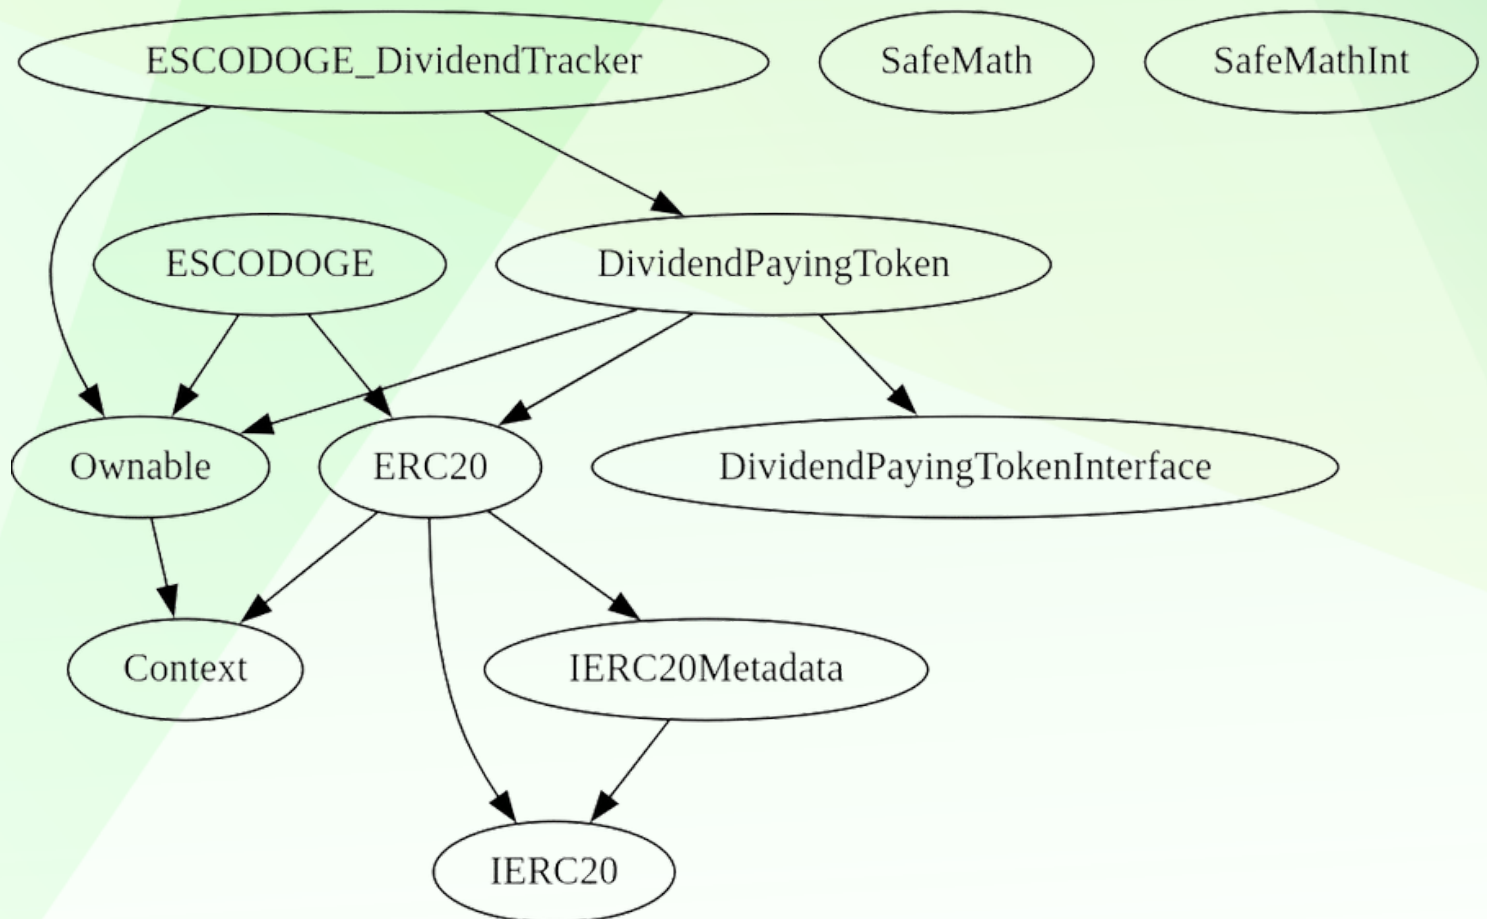 ESCODOGE_DividendTracker
SafeMath
SafeMathInt
ESCODOGE
DividendPayingToken
Ownable
ERC20
DividendPayingTokenInterface
Context
IERC20Metadata
IERC20